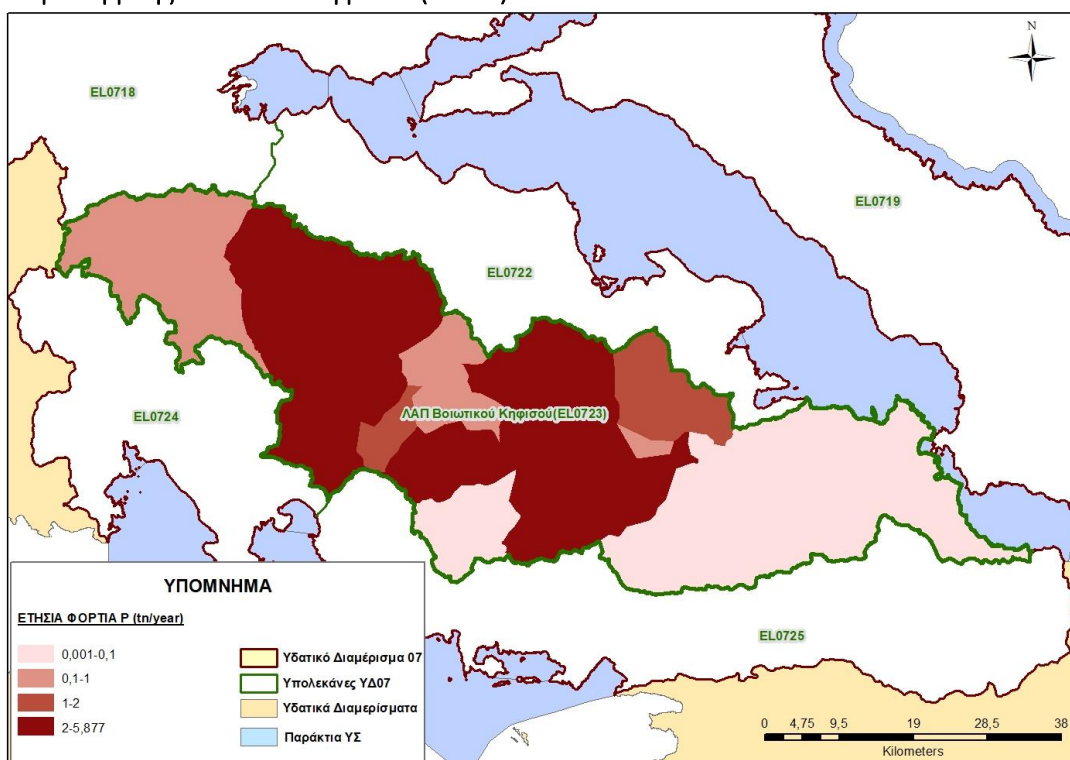 N
EL0718
EL0719
EL0722
EL0724
ΛΑΠ Βοιωτικού Κηφισού(EL0723)
EL0725
ΥΠΟΜΝΗΜΑ
ΕΤΗΣΙΑ ΦΟΡΤΙΑ P (tn/year)
0,001-0,1
0,1-1
1-2
2-5,877
Υδατικό Διαμέρισμα 07
Υπολεκάνες ΥΔ07
Υδατικά Διαμερίσματα
Παράκτια ΥΣ
0 4,75 9,5 19 28,5 38
Kilometers